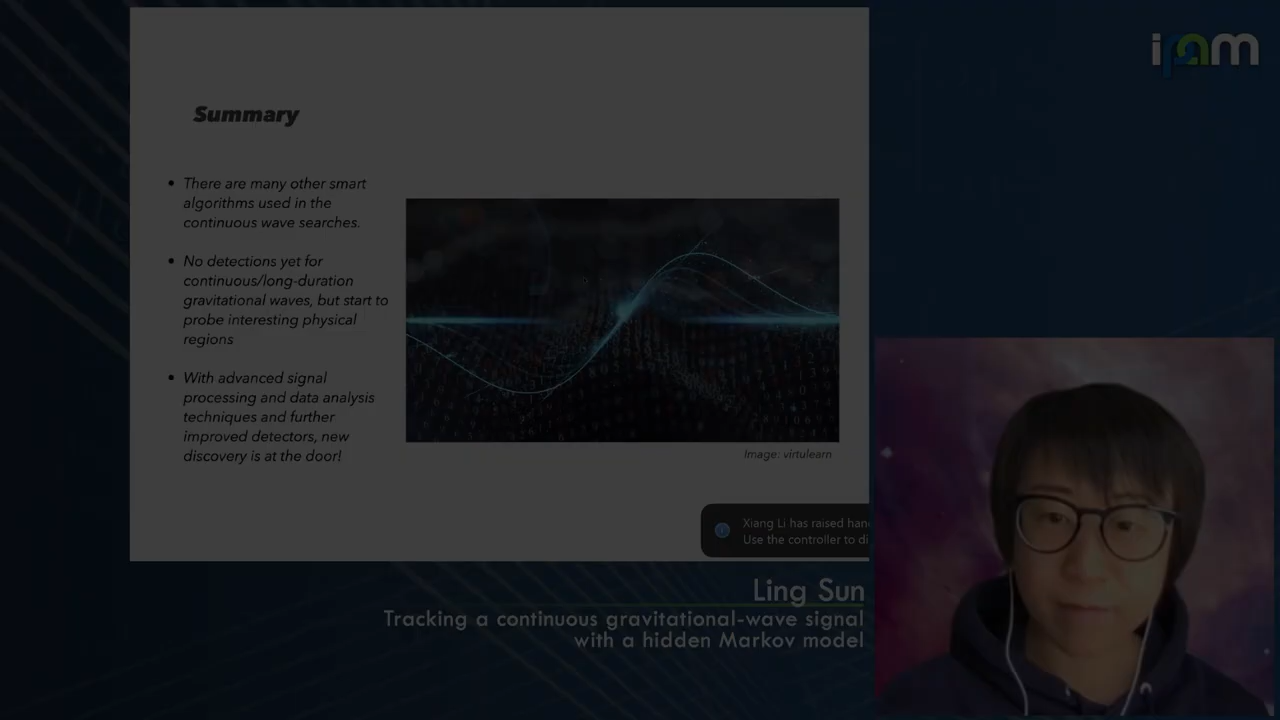 ipam
Summary
• There are many other smart
algorithms used in the
continuous wave searches.
• No detections yet for
continuous/long-duration
gravitational waves, but start to
probe interesting physical
regions
• With advanced signal
processing and data analysis
techniques and further
improved detectors, new
discovery is at the door!
Image: virtulearn
Xiang Li has raised han
Use the controller to di
Ling Sun
Tracking a continuous gravitational-wave signal
with a hidden Markov model